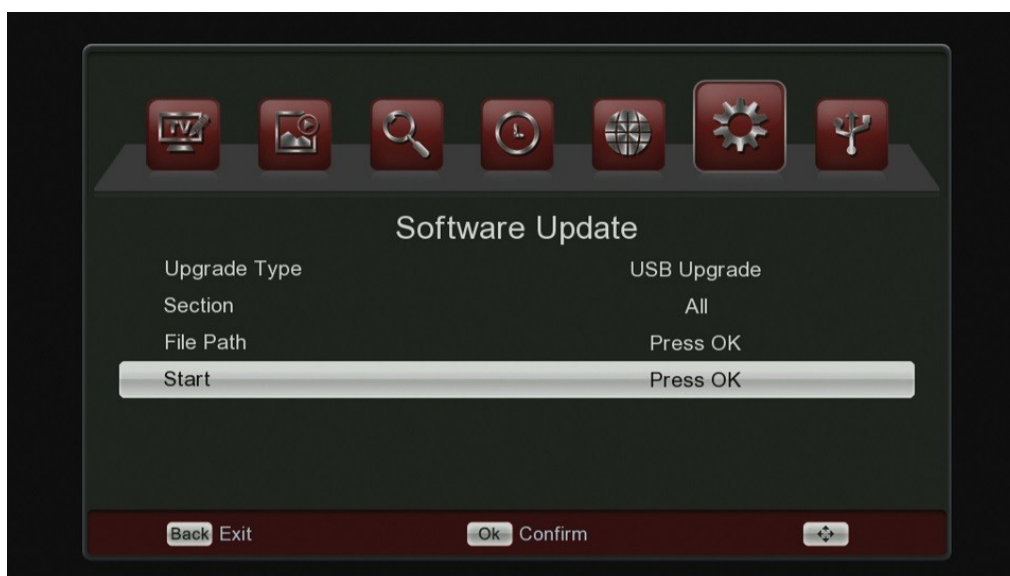 TV
Software Update
Upgrade Type USB Upgrade
Section All
File Path Press OK
Start Press OK
Back Exit Ok Confirm